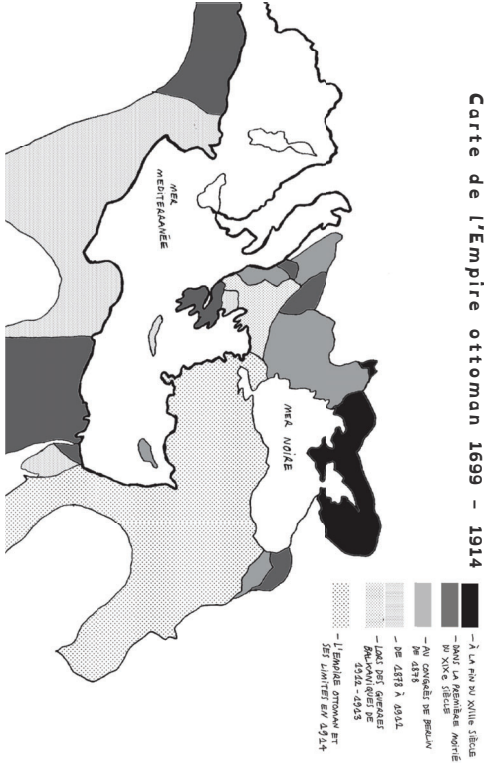 Carte de l'Empire ottoman 1699 - 1914
- À LA FIN DU XVIIIe SIÈCLE
- DANS LA PREMIÈRE MOITIÉ
DU XIXe SIÈCLE
- AU CONGRÈS DE BERLIN
DE 1878
- DE 1878 À 1912
- LORS DES GUERRES
BALKANIQUES DE
1912 - 1913
- L'EMPIRE OTTOMAN ET
SES LIMITES EN 1914
MER NOIRE
MER
MEDITERRANÉE